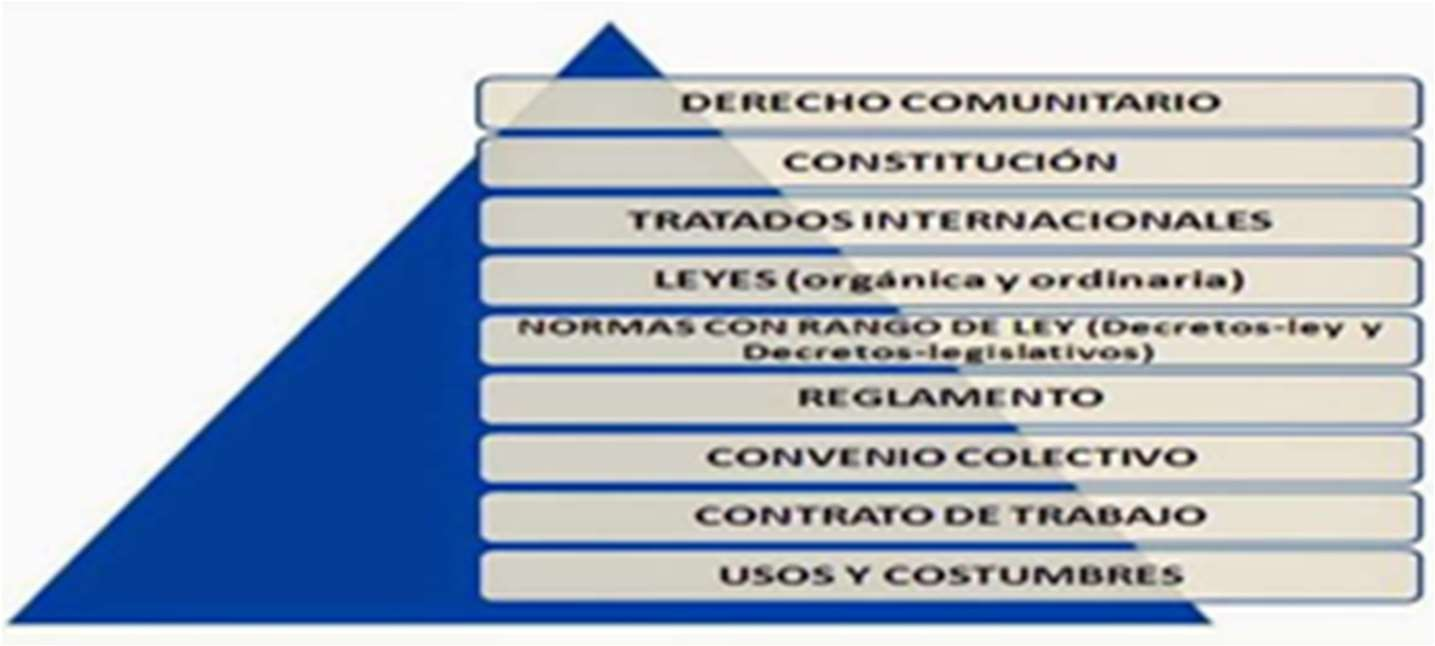 DERECHO COMUNITARIO
CONSTITUCIÓN
TRATADOS INTERNACIONALES
LEYES (orgánica y ordinaria)
NORMAS CON RANGO DE LEY (Decretos-ley y
Decretos-legislativos)
REGLAMENTO
CONVENIO COLECTIVO
CONTRATO DE TRABAJO
USOS Y COSTUMBRES